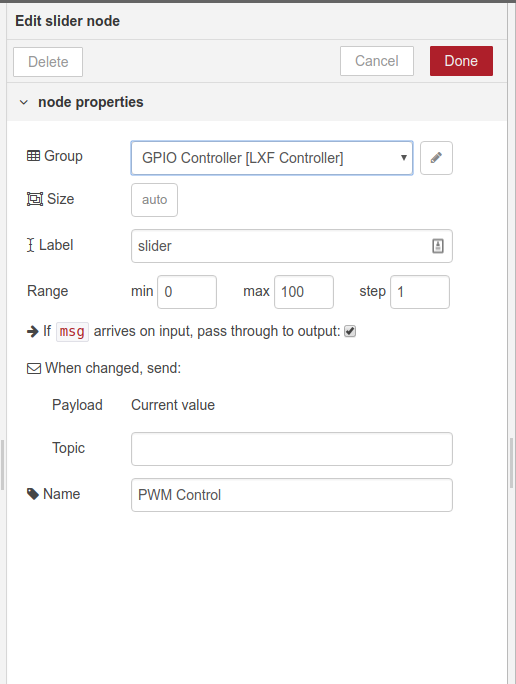 Edit slider node
Delete Cancel Done
node properties
Group GPIO Controller [LXF Controller]
Size auto
Label slider
Range min 0 max 100 step 1
If msg arrives on input, pass through to output:
When changed, send:
Payload Current value
Topic
Name PWM Control